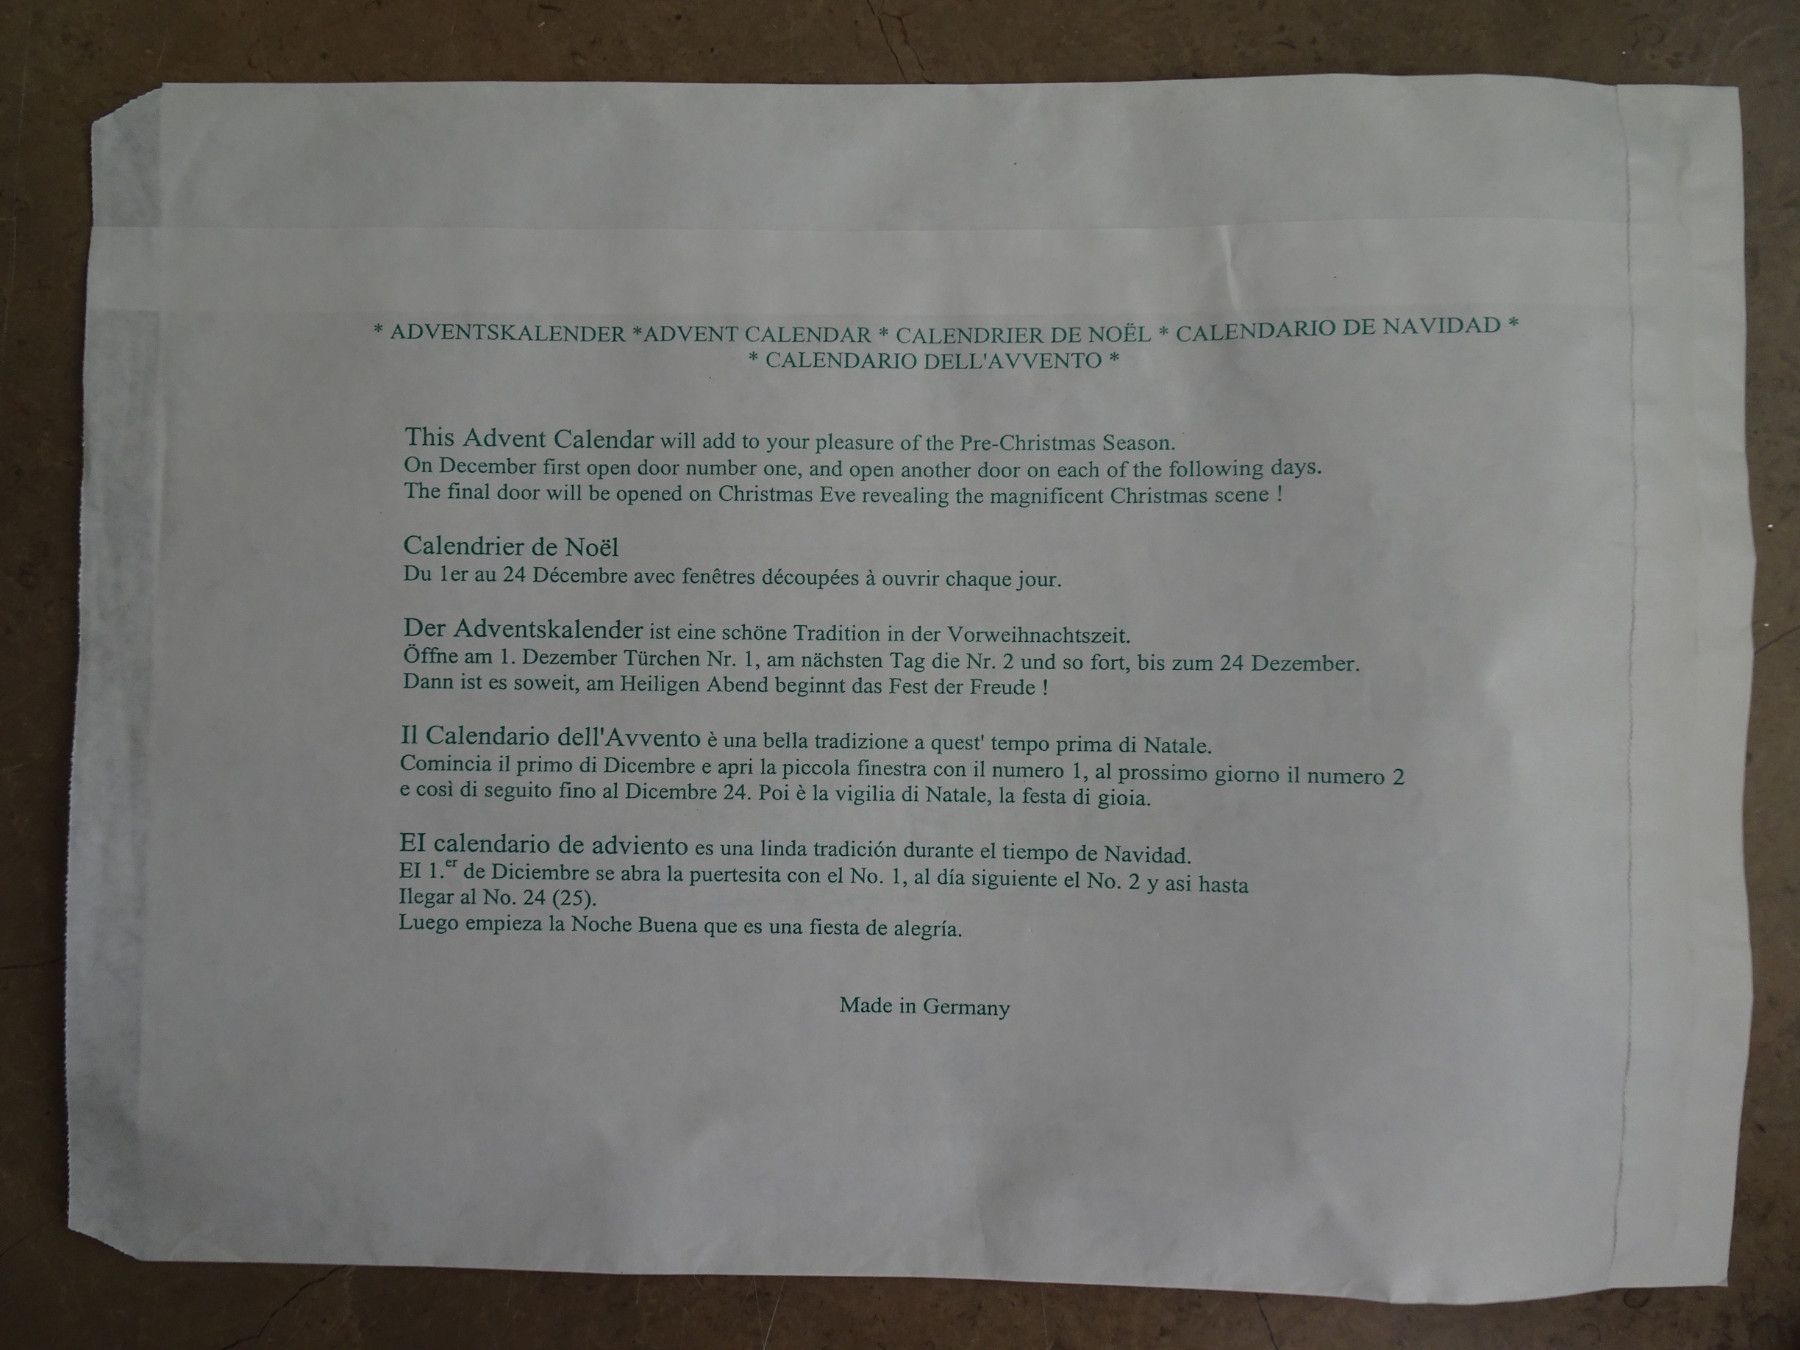 * ADVENTSKALENDER *ADVENT CALENDAR * CALENDRIER DE NOËL * CALENDARIO DE NAVIDAD *
* CALENDARIO DELL'AVVENTO *
This Advent Calendar will add to your pleasure of the Pre-Christmas Season.
On December first open door number one, and open another door on each of the following days.
The final door will be opened on Christmas Eve revealing the magnificent Christmas scene !
Calendrier de Noël
Du 1er au 24 Décembre avec fenêtres découpées à ouvrir chaque jour.
Der Adventskalender ist eine schöne Tradition in der Vorweihnachtszeit.
Öffne am 1. Dezember Türchen Nr. 1, am nächsten Tag die Nr. 2 und so fort, bis zum 24 Dezember.
Dann ist es soweit, am Heiligen Abend beginnt das Fest der Freude !
Il Calendario dell'Avvento è una bella tradizione a quest' tempo prima di Natale.
Comincia il primo di Dicembre e apri la piccola finestra con il numero 1, al prossimo giorno il numero 2
e così di seguito fino al Dicembre 24. Poi è la vigilia di Natale, la festa di gioia.
EI calendario de adviento es una linda tradición durante el tiempo de Navidad.
EI 1.er de Diciembre se abra la puertesita con el No. 1, al día siguiente el No. 2 y asi hasta
Ilegar al No. 24 (25).
Luego empieza la Noche Buena que es una fiesta de alegría.
Made in Germany